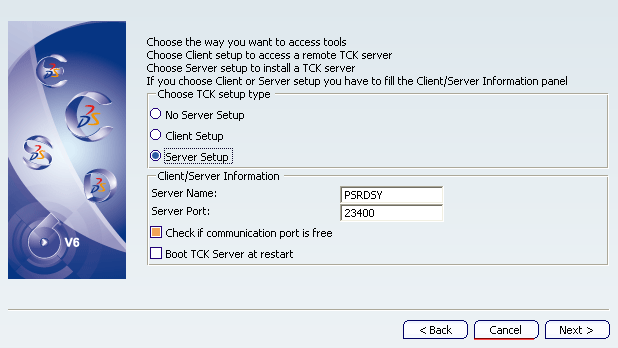 Choose the way you want to access tools
Choose Client setup to access a remote TCK server
Choose Server setup to install a TCK server
If you choose Client or Server setup you have to fill the Client/Server Information panel
Choose TCK setup type
No Server Setup
Client Setup
Server Setup
Client/Server Information
Server Name: PSRDSY
Server Port: 23400
Check if communication port is free
Boot TCK Server at restart
V6
< Back Cancel Next >